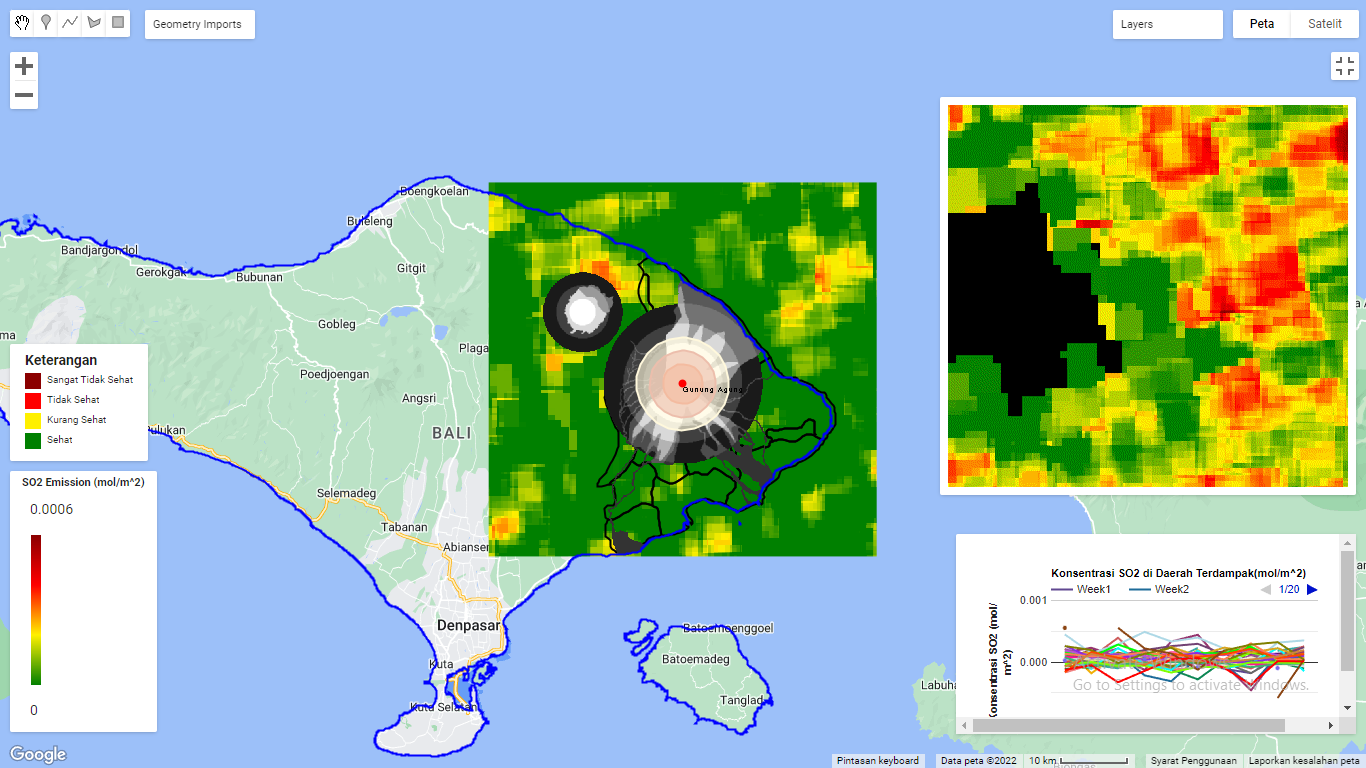 Geometry Imports
Layers
Peta
Satelit
Boengkoelan
Buleleng
Bandjargondol
Gerokgak
Bubunan
Gitgit
Gobleg
Plaga
Poedjoengan
Angsri
BALI
Pulukan
Selemadeg
Tabanan
Abiansen
Denpasar
Kuta
Kuta Selatan
Gunung Agung
Batoemoenggoel
Batoemadeg
Tanglad
Labuha
Keterangan
Sangat Tidak Sehat
Tidak Sehat
Kurang Sehat
Sehat
SO2 Emission (mol/m^2)
0.0006
0
Konsentrasi SO2 di Daerah Terdampak(mol/m^2)
Week1
Week2
1/20
0.001
0.000
Konsentrasi SO2 (mol/
m^2)
Go to Settings to activate Windows.
Google
Pintasan keyboard
Data peta ©2022
10 km
Syarat Penggunaan
Laporkan kesalahan peta